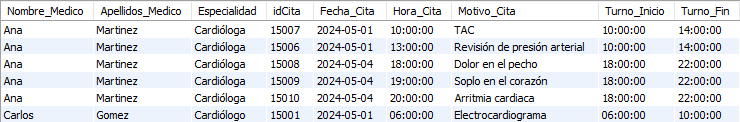 Nombre_Medico Apellidos_Medico Especialidad idCita Fecha_Cita Hora_Cita Motivo_Cita Turno_Inicio Turno_Fin
Ana Martinez Cardióloga 15007 2024-05-01 10:00:00 TAC 10:00:00 14:00:00
Ana Martinez Cardióloga 15006 2024-05-01 13:00:00 Revisión de presión arterial 10:00:00 14:00:00
Ana Martinez Cardióloga 15008 2024-05-04 18:00:00 Dolor en el pecho 18:00:00 22:00:00
Ana Martinez Cardióloga 15009 2024-05-04 19:00:00 Soplo en el corazón 18:00:00 22:00:00
Ana Martinez Cardióloga 15010 2024-05-04 20:00:00 Arritmia cardiaca 18:00:00 22:00:00
Carlos Gomez Cardiólogo 15001 2024-05-01 06:00:00 Electrocardiograma 06:00:00 10:00:00